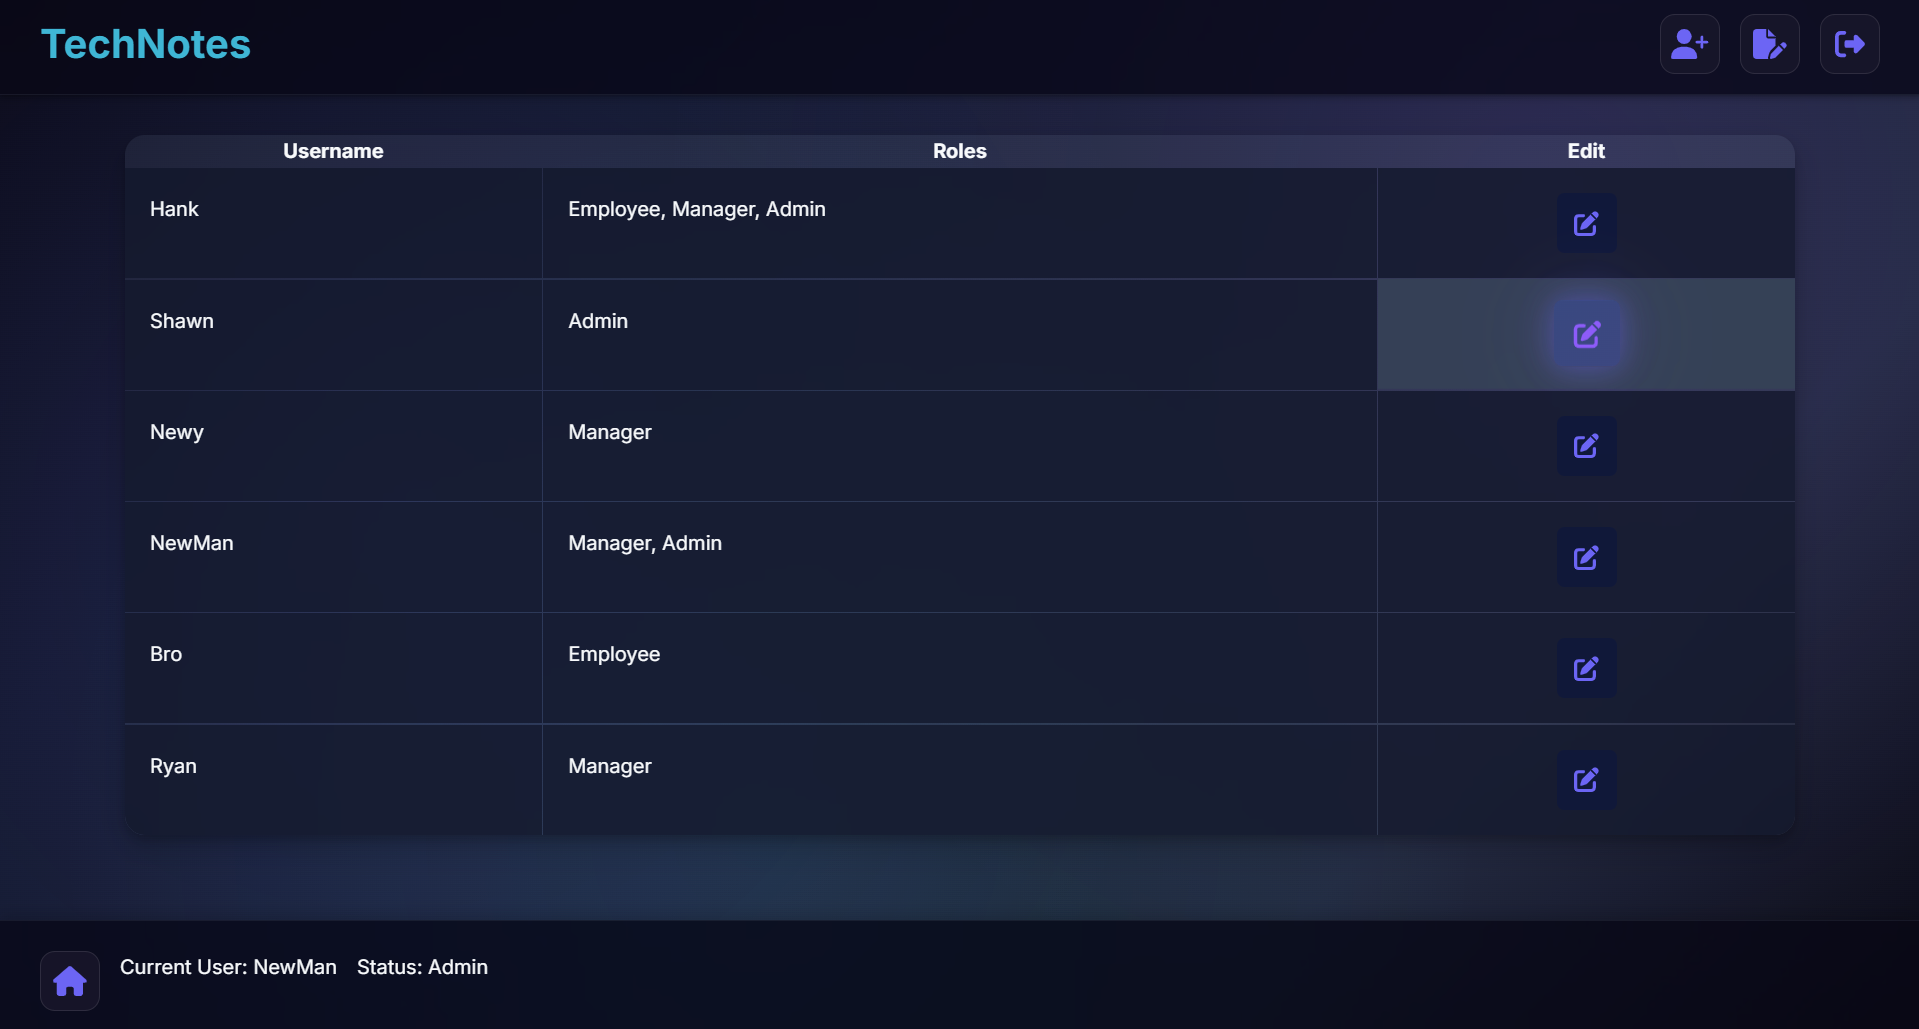 TechNotes
Username Roles Edit
Hank Employee, Manager, Admin
Shawn Admin
Newy Manager
NewMan Manager, Admin
Bro Employee
Ryan Manager
Current User: NewMan Status: Admin